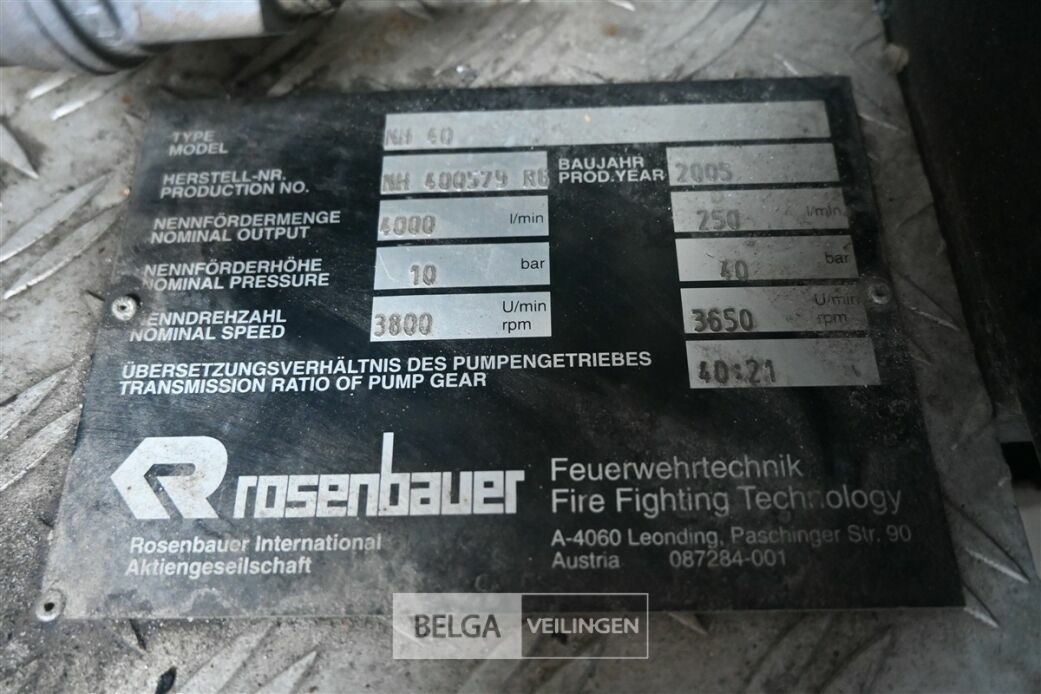 TYPE
MODEL
NH 40
HERSTELL-NR.
PRODUCTION NO.
NH 400579 RG
BAUJAHR
PROD.YEAR
2005
NENNFÖRDERMENGE
NOMINAL OUTPUT
4000 l/min
250 l/min
NENNFÖRDERHÖHE
NOMINAL PRESSURE
10 bar
40 bar
NENNDREHZAHL
NOMINAL SPEED
3800 U/min
rpm
3650 U/min
rpm
ÜBERSETZUNGSVERHÄLTNIS DES PUMPENGETRIEBES
TRANSMISSION RATIO OF PUMP GEAR
40:21
rosenbauer
Feuerwehrtechnik
Fire Fighting Technology
Rosenbauer International
Aktiengesellschaft
A-4060 Leonding, Paschinger Str. 90
Austria 087284-001
BELGA VEILINGEN